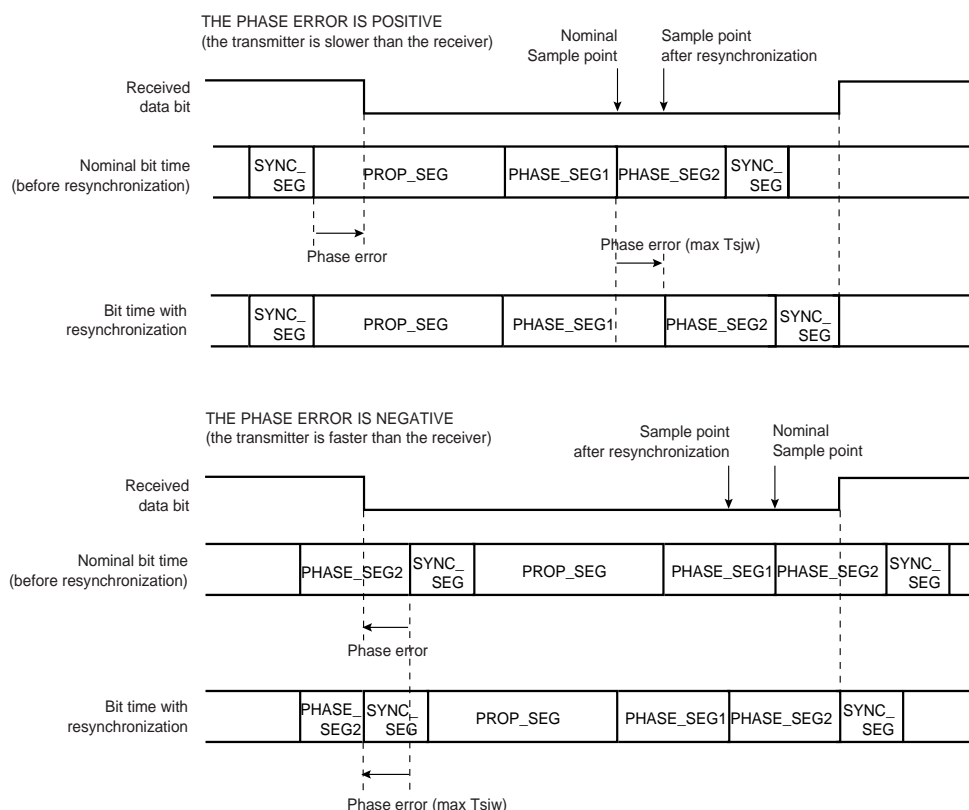 THE PHASE ERROR IS POSITIVE
(the transmitter is slower than the receiver)
Nominal
Sample point
Sample point
after resynchronization
Received
data bit
Nominal bit time
(before resynchronization)
SYNC_
SEG
PROP_SEG
PHASE_SEG1
PHASE_SEG2
SYNC_
SEG
Phase error
Phase error (max Tsjw)
Bit time with
resynchronization
SYNC_
SEG
PROP_SEG
PHASE_SEG1
PHASE_SEG2
SYNC_
SEG
THE PHASE ERROR IS NEGATIVE
(the transmitter is faster than the receiver)
Sample point
after resynchronization
Nominal
Sample point
Received
data bit
Nominal bit time
(before resynchronization)
PHASE_SEG2
SYNC_
SEG
PROP_SEG
PHASE_SEG1
PHASE_SEG2
SYNC_
SEG
Phase error
Bit time with
resynchronization
PHASE_
SEG2
SYNC_
SEG
PROP_SEG
PHASE_SEG1
PHASE_SEG2
SYNC_
SEG
Phase error (max Tsjw)